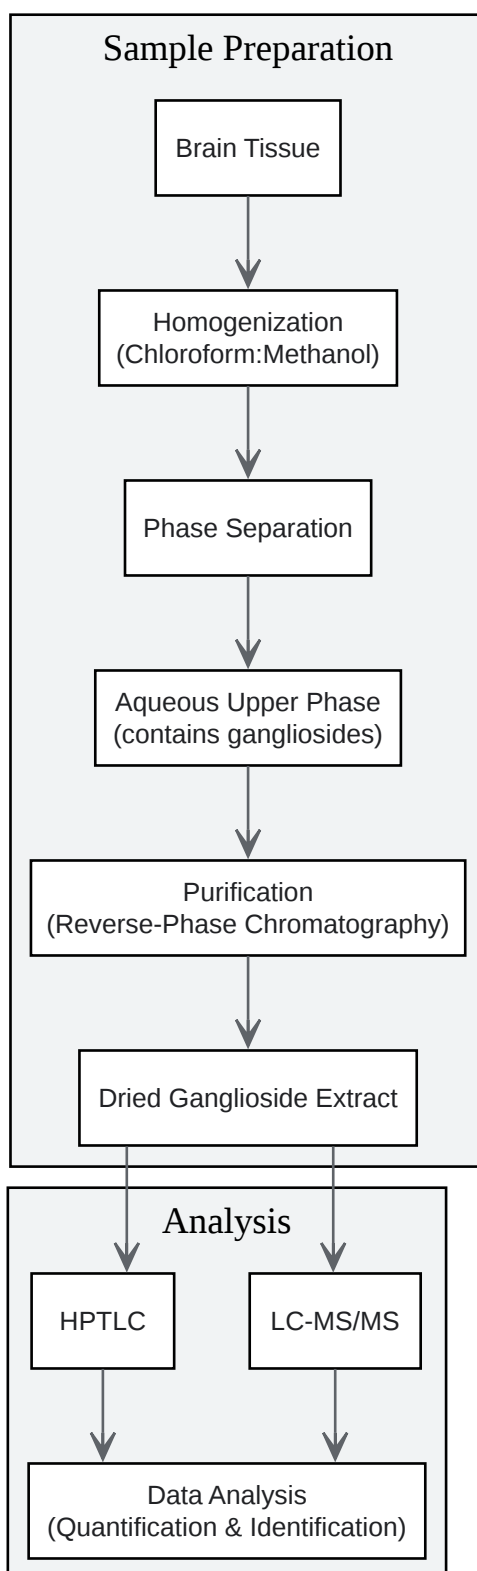 Sample Preparation
Brain Tissue
Homogenization
(Chloroform:Methanol)
Phase Separation
Aqueous Upper Phase
(contains gangliosides)
Purification
(Reverse-Phase Chromatography)
Dried Ganglioside Extract
Analysis
HPTLC
LC-MS/MS
Data Analysis
(Quantification & Identification)